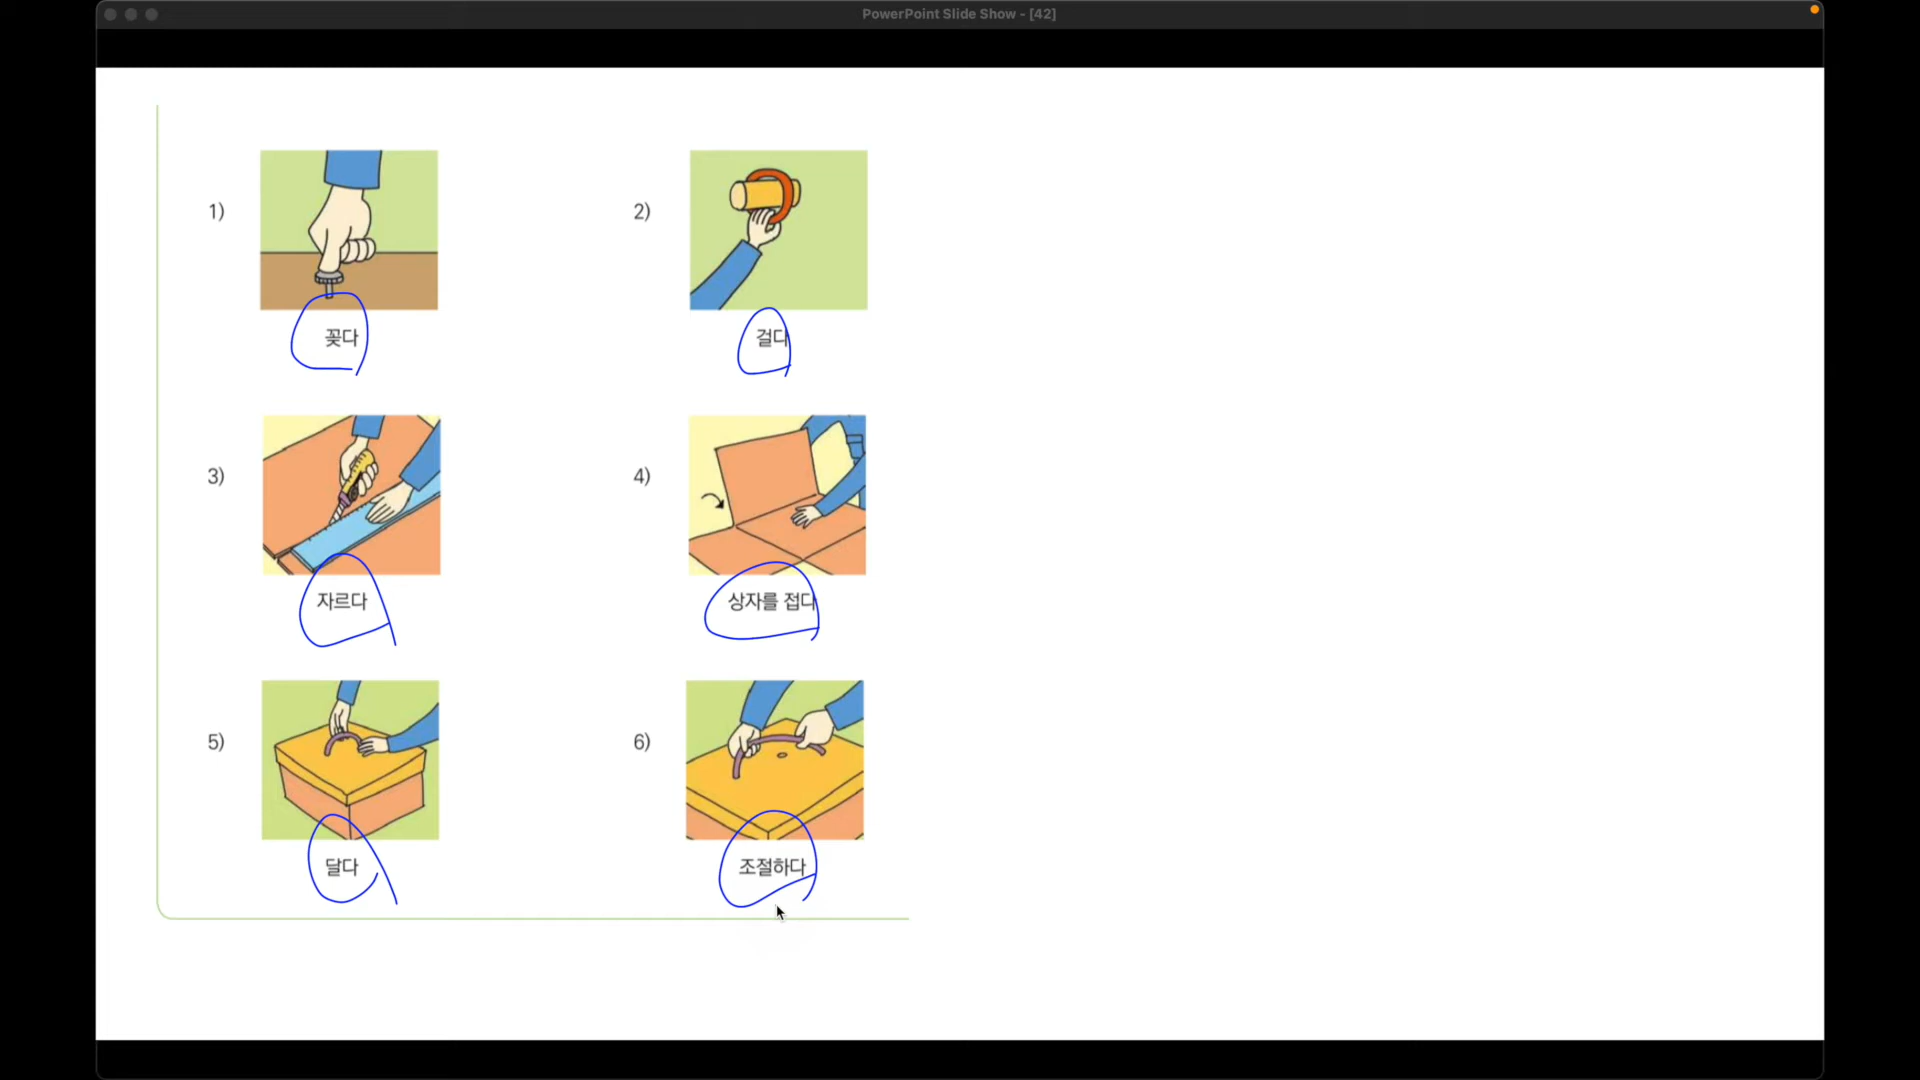 PowerPoint Slide Show - [42]
1)
2)
꽂다
걸다
3)
4)
자르다
상자를 접다
5)
6)
달다
조절하다